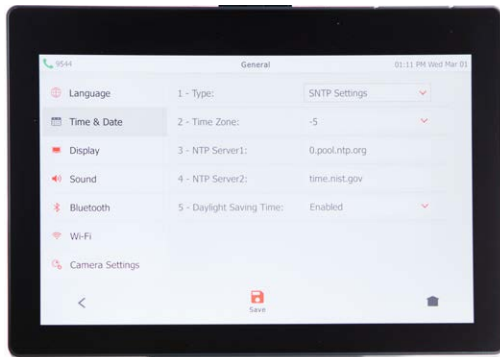 9544 General 01:11 PM Wed Mar 01
Language 1 - Type: SNTP Settings
Time & Date 2 - Time Zone: -5
Display 3 - NTP Server1: 0.pool.ntp.org
Sound 4 - NTP Server2: time.nist.gov
Bluetooth 5 - Daylight Saving Time: Enabled
Wi-Fi
Camera Settings
Save